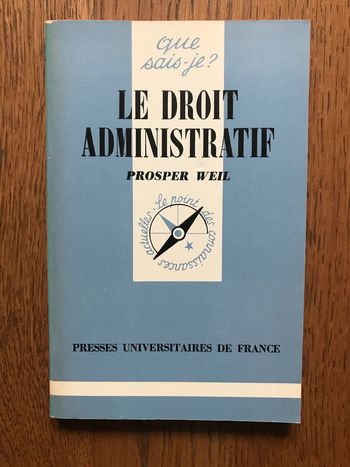 que
sais-je?
LE DROIT
ADMINISTRATIF
PROSPER WEIL
Le point des connaissances actuelles
PRESSES UNIVERSITAIRES DE FRANCE